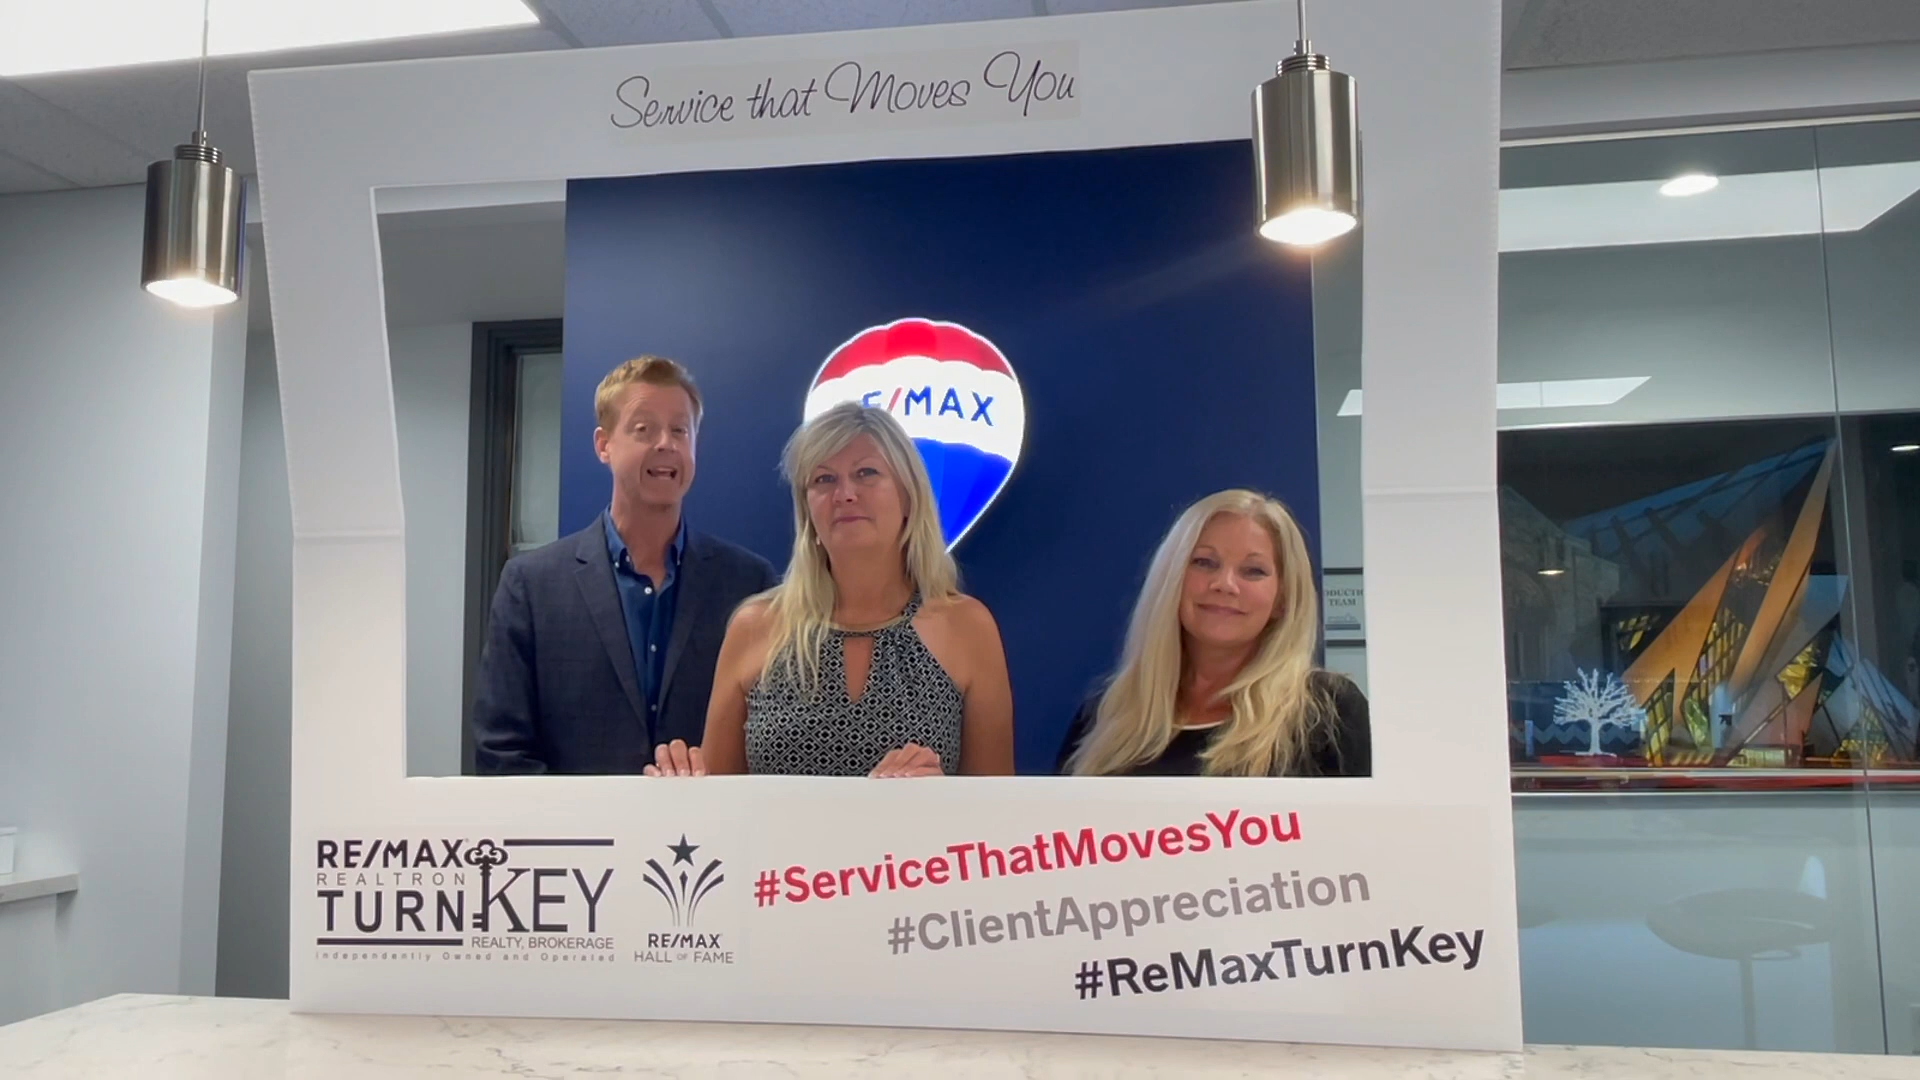 Service that Moves You
E/MAX
TEAM
RE/MAX
REALTRON
TURNKEY
REALTY, BROKERAGE
Independently Owned and Operated
RE/MAX
HALL OF FAME
#ServiceThatMovesYou
#ClientAppreciation
#ReMaxTurnKey